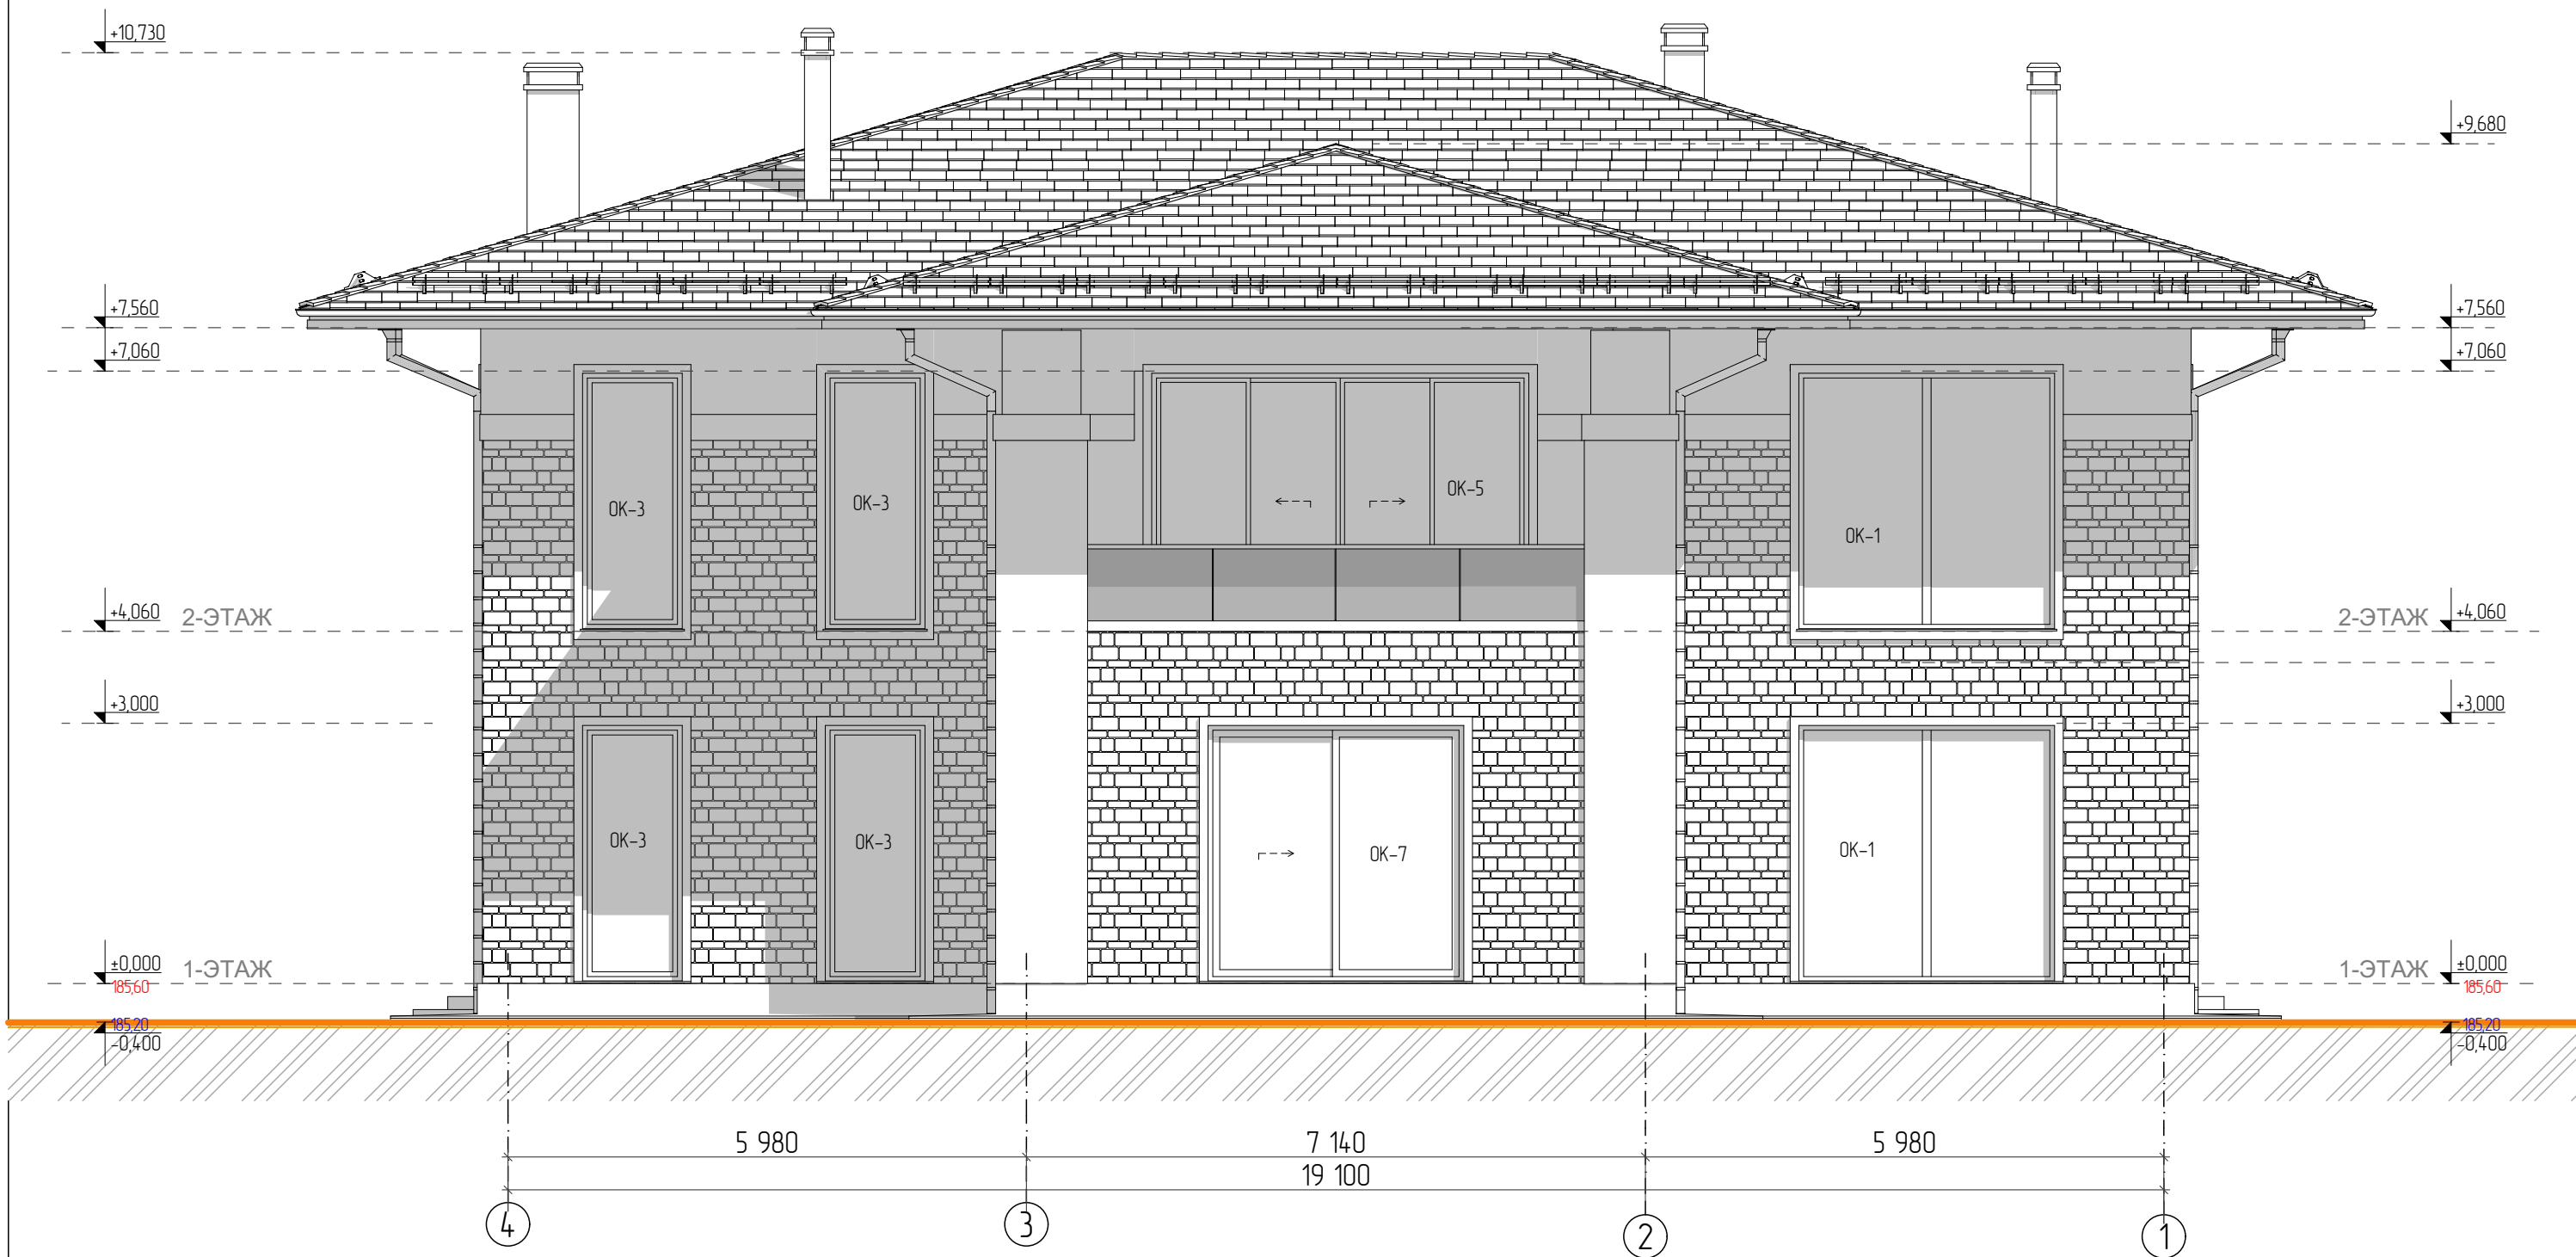 +10,730
+9,680
+7,560
+7,560
+7,060
+7,060
ОК-3
ОК-3
ОК-5
ОК-1
+4,060 2-ЭТАЖ
2-ЭТАЖ +4,060
+3,000
+3,000
ОК-3
ОК-3
ОК-7
ОК-1
±0,000 1-ЭТАЖ
1-ЭТАЖ ±0,000
185,60
185,60
185,20
185,20
-0,400
-0,400
5 980
7 140
5 980
19 100
4
3
2
1